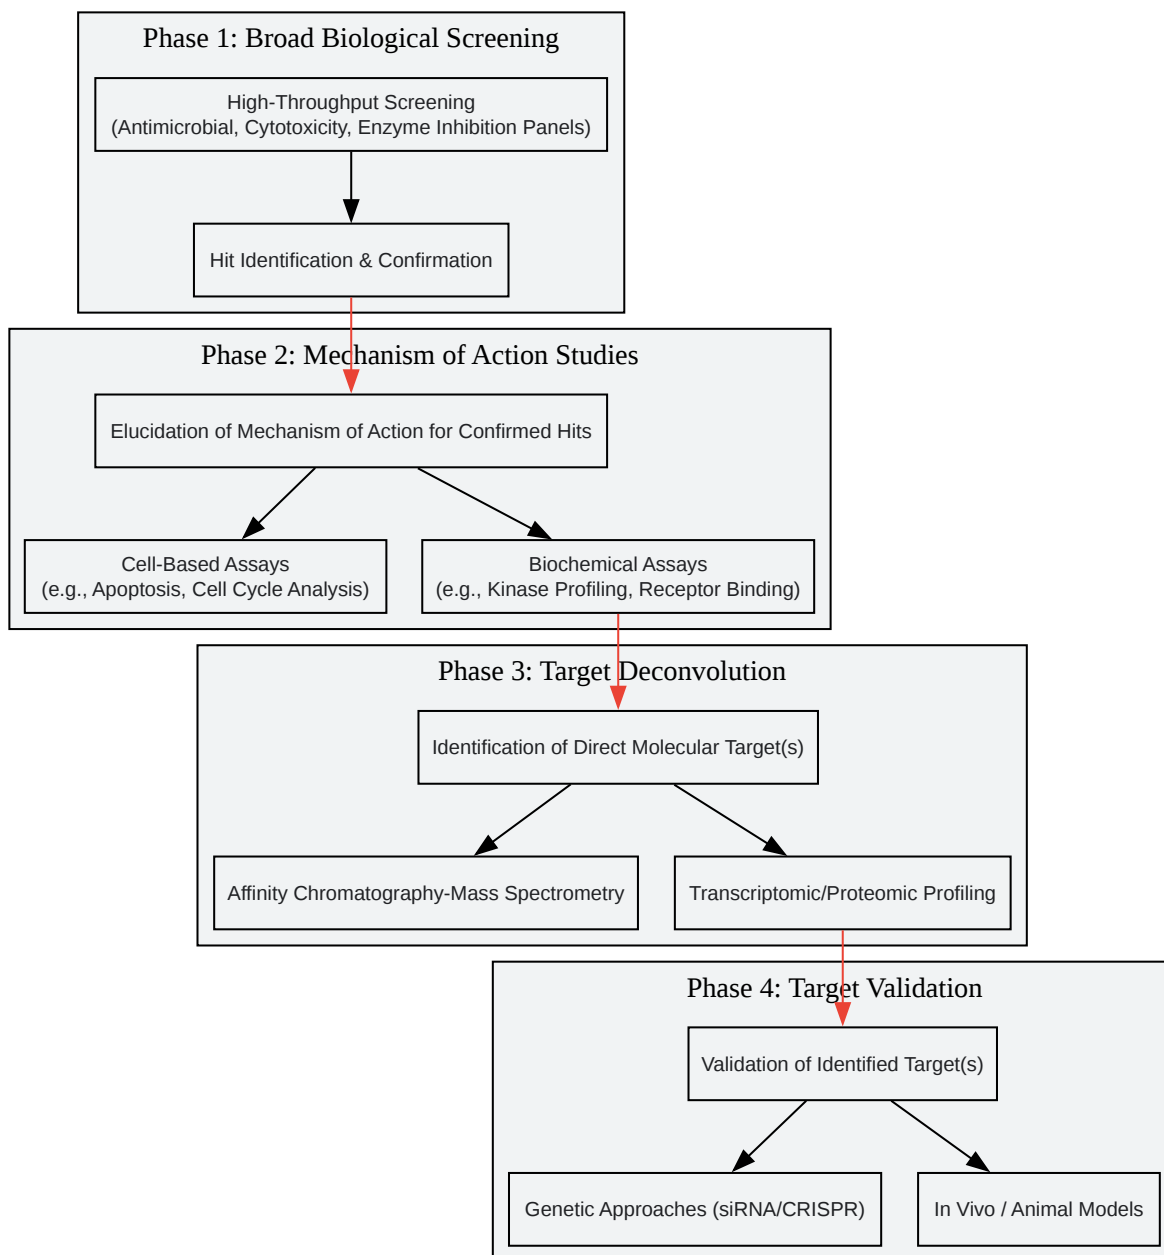 Phase 1: Broad Biological Screening
High-Throughput Screening
(Antimicrobial, Cytotoxicity, Enzyme Inhibition Panels)
Hit Identification & Confirmation
Phase 2: Mechanism of Action Studies
Elucidation of Mechanism of Action for Confirmed Hits
Cell-Based Assays
(e.g., Apoptosis, Cell Cycle Analysis)
Biochemical Assays
(e.g., Kinase Profiling, Receptor Binding)
Phase 3: Target Deconvolution
Identification of Direct Molecular Target(s)
Affinity Chromatography-Mass Spectrometry
Transcriptomic/Proteomic Profiling
Phase 4: Target Validation
Validation of Identified Target(s)
Genetic Approaches (siRNA/CRISPR)
In Vivo / Animal Models